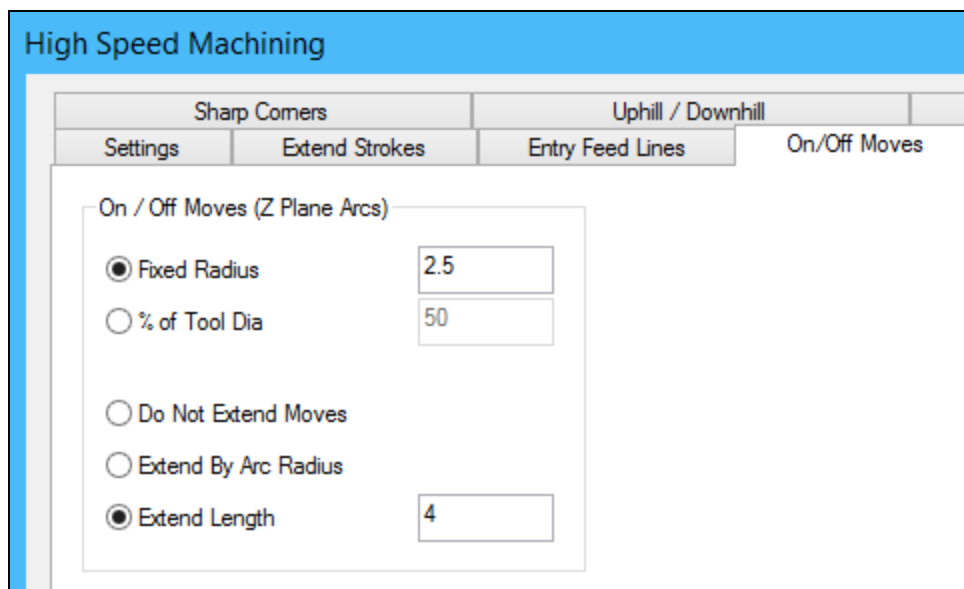 High Speed Machining
Sharp Corners Uphill / Downhill
Settings Extend Strokes Entry Feed Lines On/Off Moves
On / Off Moves (Z Plane Arcs)
Fixed Radius 2.5
% of Tool Dia 50
Do Not Extend Moves
Extend By Arc Radius
Extend Length 4